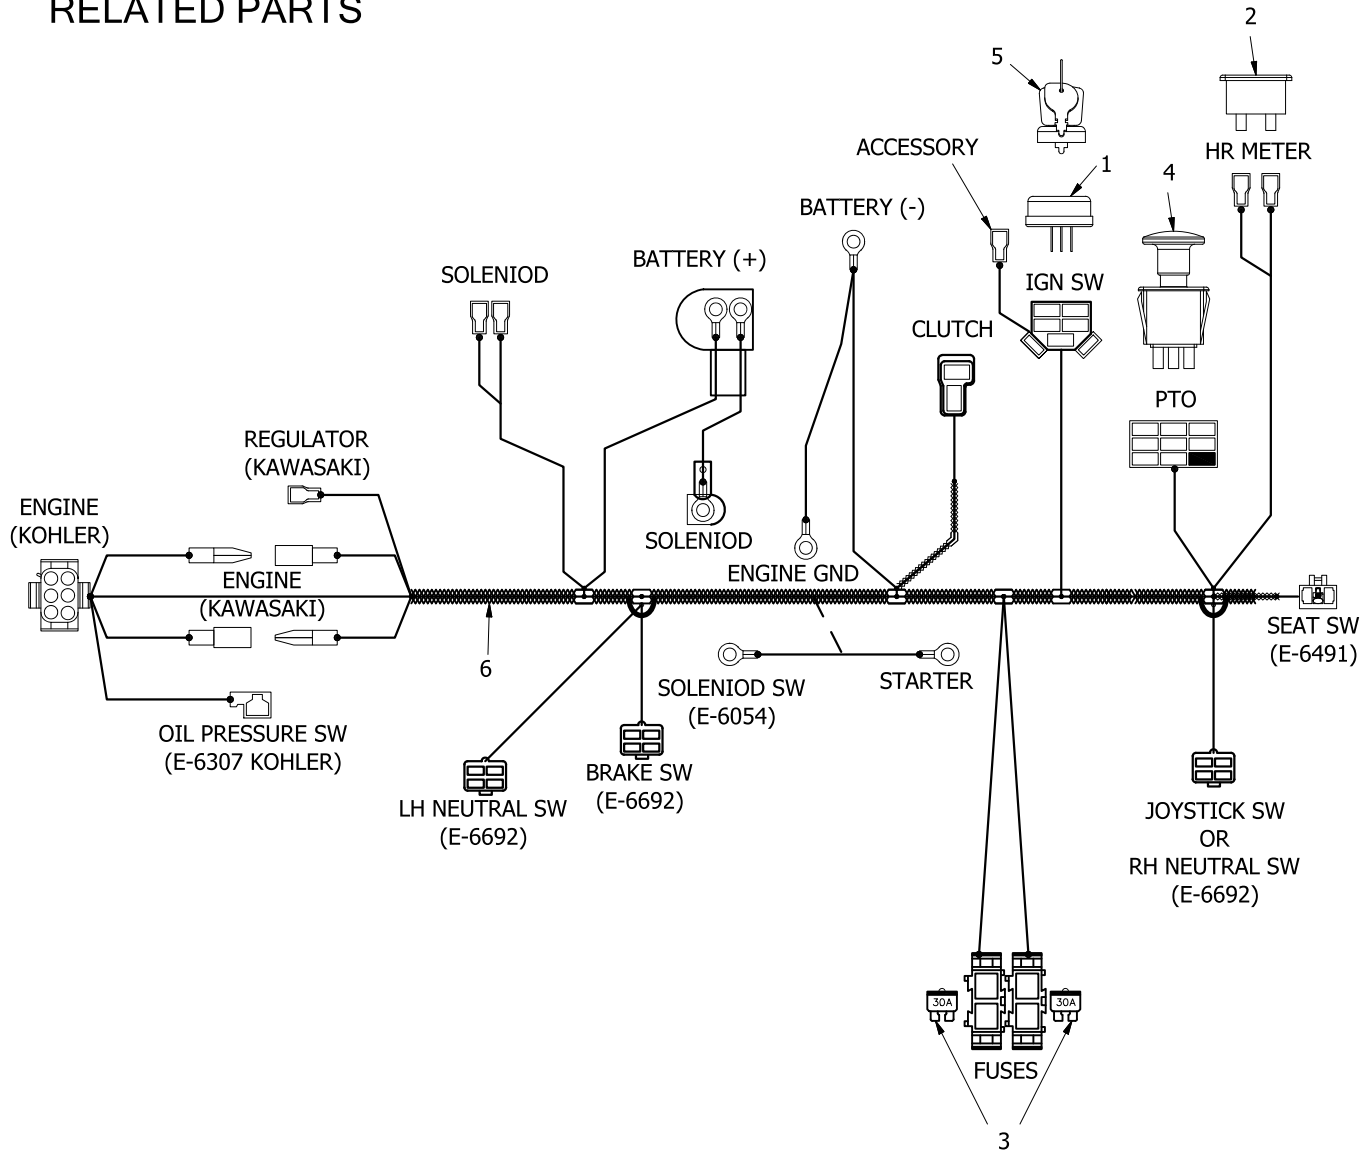 RELATED PARTS
2
5
HR METER
ACCESSORY
1
4
BATTERY (-)
BATTERY (+)
SOLENIOD
IGN SW
CLUTCH
PTO
REGULATOR
(KAWASAKI)
ENGINE
(KOHLER)
SOLENIOD
ENGINE GND
ENGINE
(KAWASAKI)
SEAT SW
(E-6491)
6
SOLENIOD SW
(E-6054)
STARTER
OIL PRESSURE SW
(E-6307 KOHLER)
BRAKE SW
(E-6692)
LH NEUTRAL SW
(E-6692)
JOYSTICK SW
OR
RH NEUTRAL SW
(E-6692)
30A
30A
FUSES
3